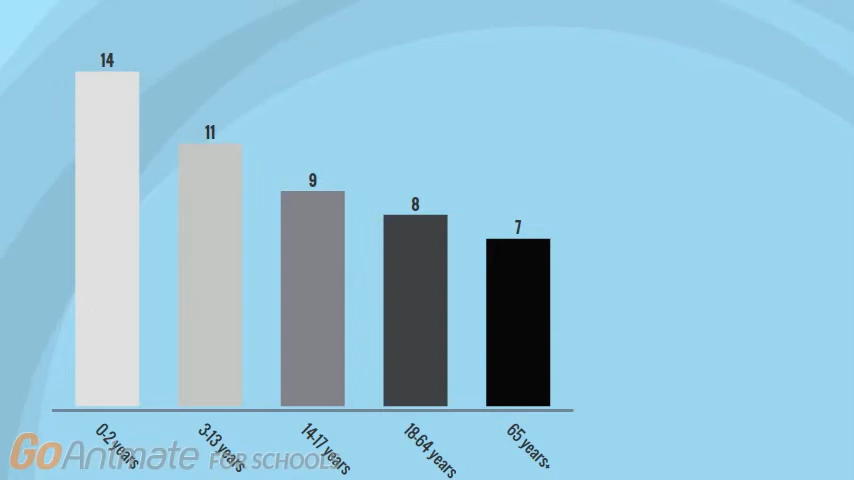 14
11
9
8
7
0-2 years
3-13 years
14-17 years
18-64 years
65 years+
GoAnimate FOR SCHOOLS